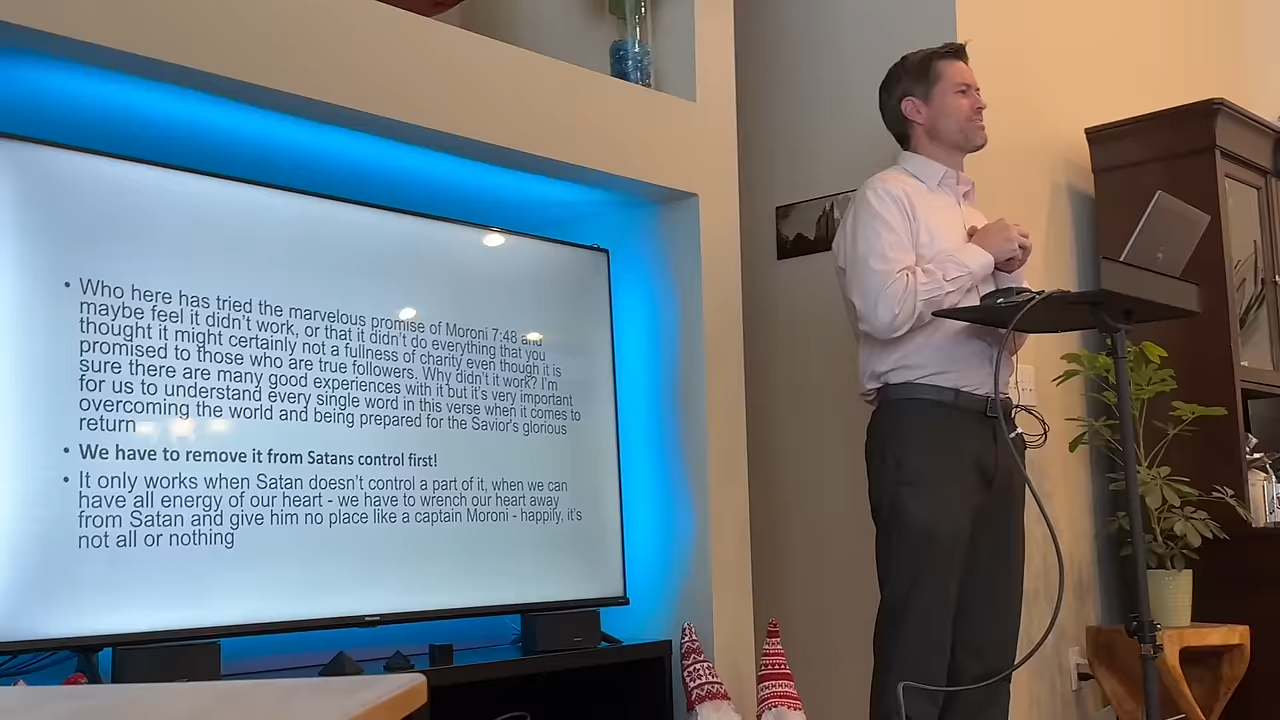 • Who here has tried the marvelous promise of Moroni 7:48 and
maybe feel it didn't work, or that it didn't do everything that you
thought it might certainly not a fullness of charity even though it is
promised to those who are true followers. Why didn't it work? I'm
sure there are many good experiences with it but it's very important
for us to understand every single word in this verse when it comes to
overcoming the world and being prepared for the Savior's glorious
return
• We have to remove it from Satans control first!
• It only works when Satan doesn't control a part of it, when we can
have all energy of our heart - we have to wrench our heart away
from Satan and give him no place like a captain Moroni - happily, it's
not all or nothing
Hisense